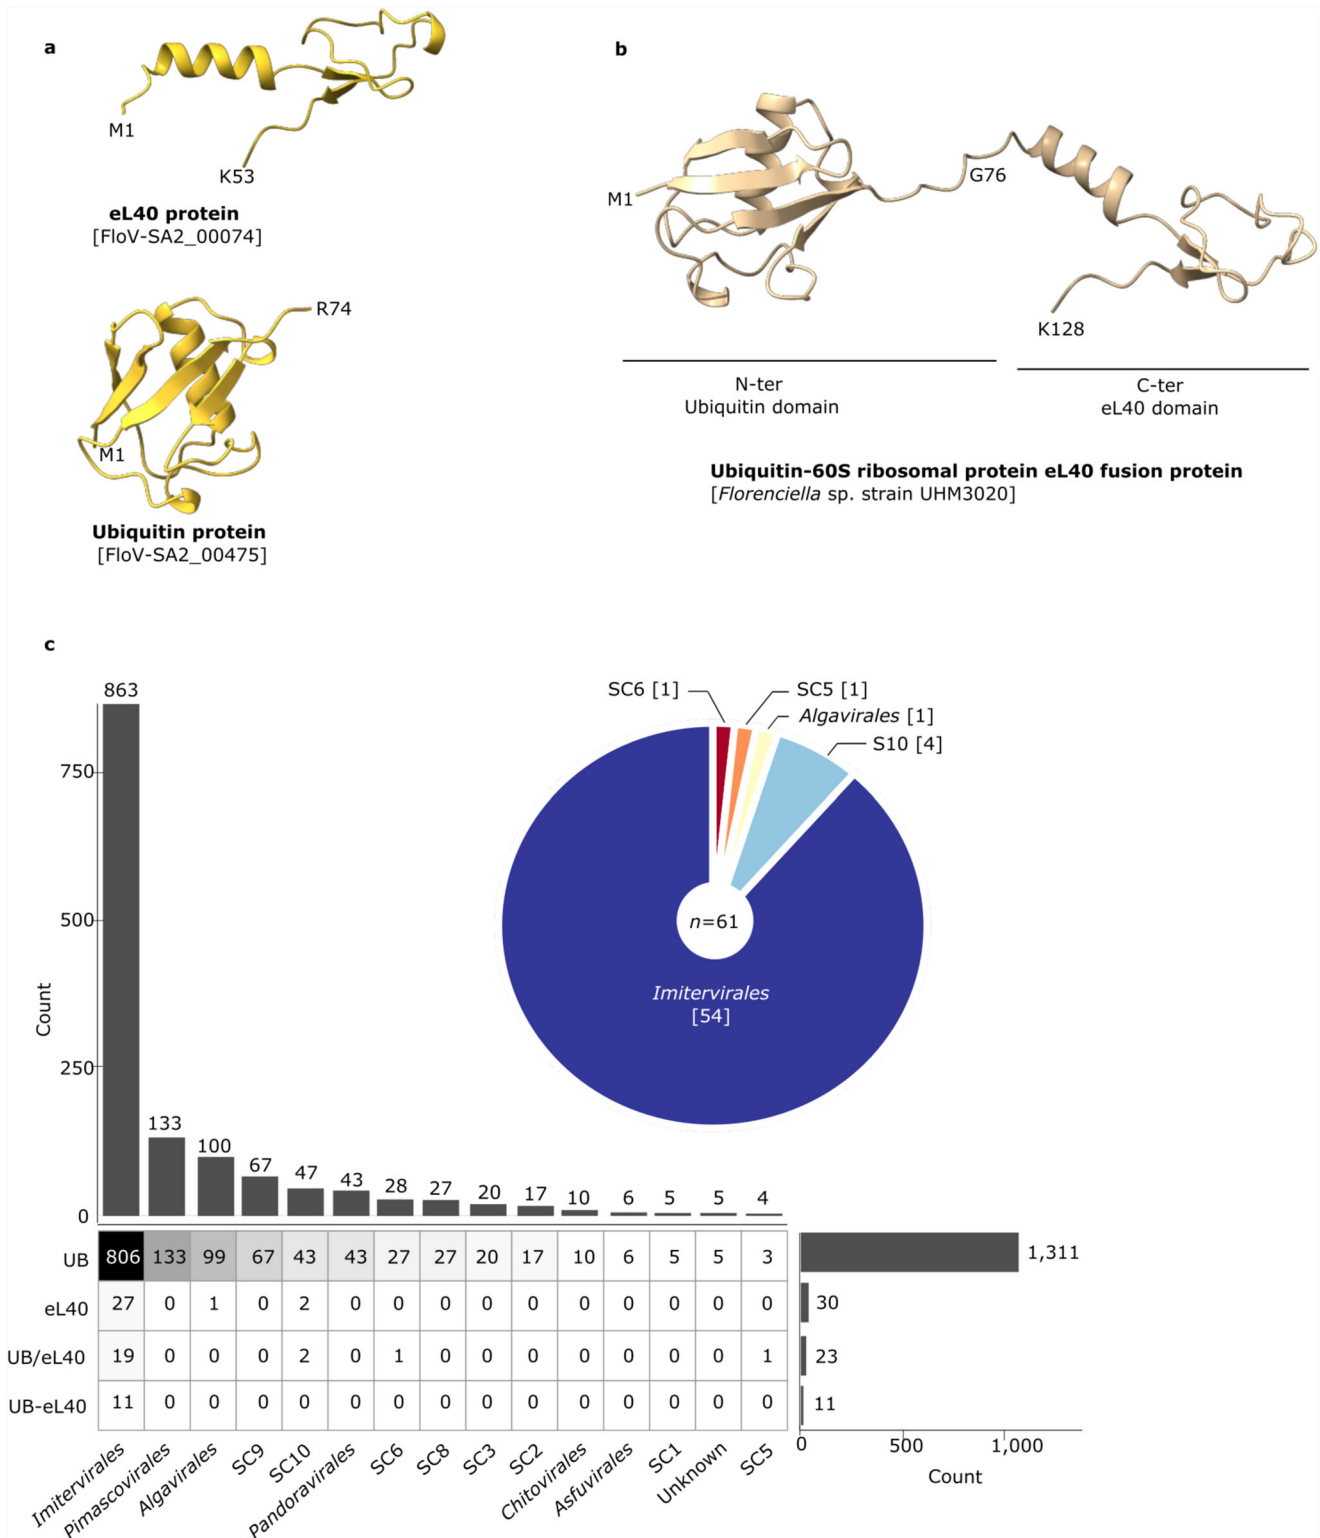 a
M1
K53
eL40 protein
[FloV-SA2_00074]
R74
M1
Ubiquitin protein
[FloV-SA2_00475]
b
M1
G76
K128
N-ter
Ubiquitin domain
C-ter
eL40 domain
Ubiquitin-60S ribosomal protein eL40 fusion protein
[Florenciella sp. strain UHM3020]
c
SC6 [1]
SC5 [1]
Algavirales [1]
S10 [4]
n=61
Imitervirales
[54]
Count
750
500
250
0
863
133
100
67
47
43
28
27
20
17
10
6
5
5
4
UB 806 133 99 67 43 43 27 27 20 17 10 6 5 5 3 1,311
eL40 27 0 1 0 2 0 0 0 0 0 0 0 0 0 0 30
UB/eL40 19 0 0 0 2 0 1 0 0 0 0 0 0 0 1 23
UB-eL40 11 0 0 0 0 0 0 0 0 0 0 0 0 0 0 11
Imitervirales
Pimascovirales
Algavirales
SC9
SC10
Pandoravirales
SC6
SC8
SC3
SC2
Chitovirales
Asfuvirales
SC1
Unknown
SC5
0 500 1,000
Count